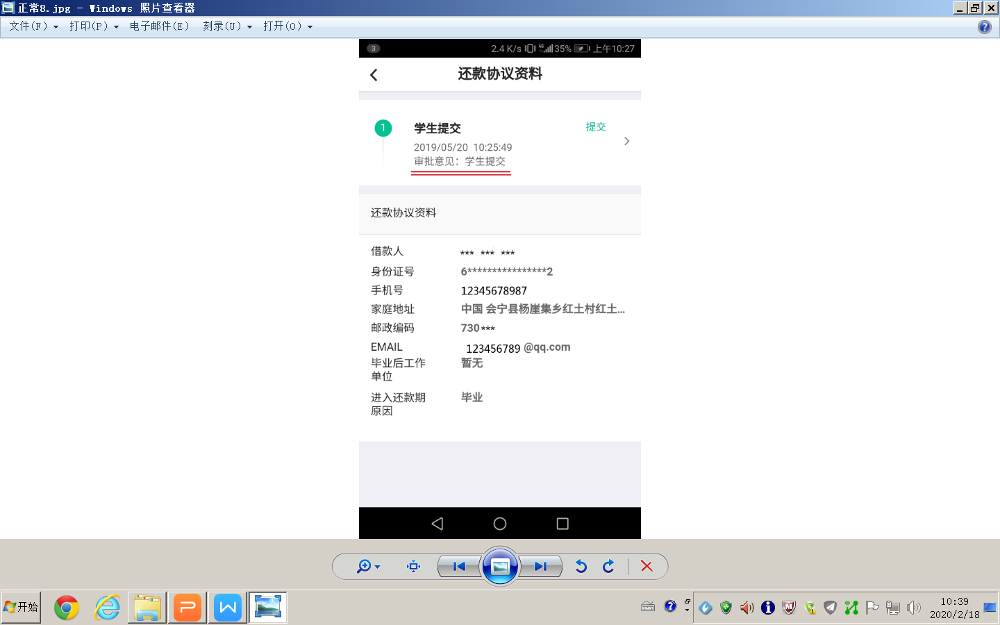 正常8.jpg - Windows 照片查看器
文件(F) 打印(P) 电子邮件(E) 刻录(U) 打开(O)
3 2.4 K/s 4G 35% 上午10:27
还款协议资料
1 学生提交 提交
2019/05/20 10:25:49
审批意见：学生提交
还款协议资料
借款人 *** *** ***
身份证号 6****************2
手机号 12345678987
家庭地址 中国 会宁县杨崖集乡红土村红土...
邮政编码 730***
EMAIL 123456789 @qq.com
毕业后工作单位 暂无
进入还款期原因 毕业
开始
10:39
2020/2/18